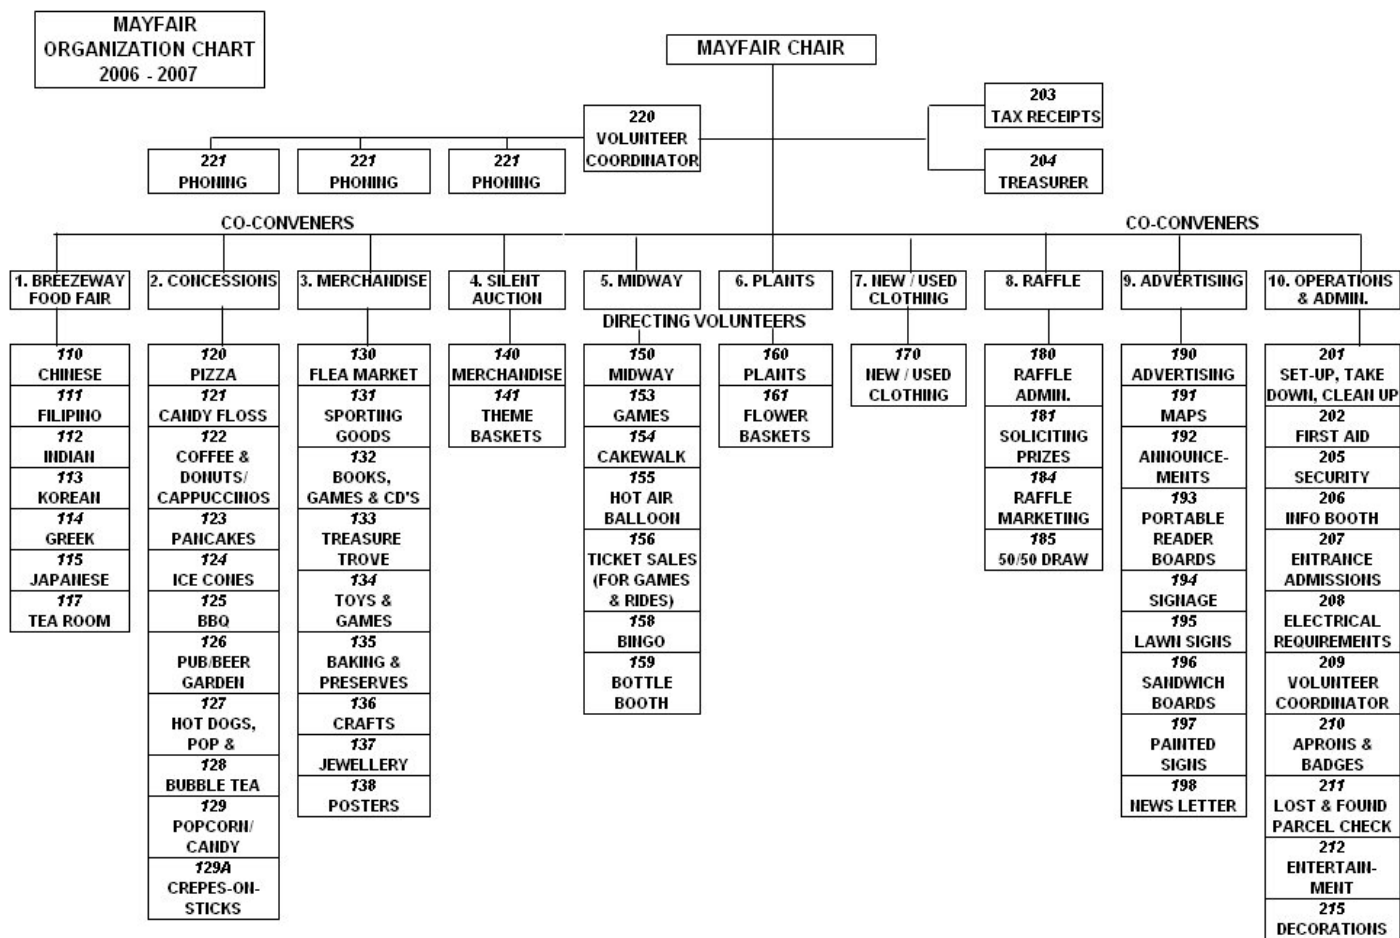 MAYFAIR
ORGANIZATION CHART
2006 - 2007
MAYFAIR CHAIR
220
VOLUNTEER
COORDINATOR
203
TAX RECEIPTS
204
TREASURER
221
PHONING
221
PHONING
221
PHONING
CO-CONVENERS
CO-CONVENERS
1. BREEZEWAY
FOOD FAIR
2. CONCESSIONS
3. MERCHANDISE
4. SILENT
AUCTION
5. MIDWAY
6. PLANTS
7. NEW / USED
CLOTHING
8. RAFFLE
9. ADVERTISING
10. OPERATIONS
& ADMIN.
DIRECTING VOLUNTEERS
110
CHINESE
111
FILIPINO
112
INDIAN
113
KOREAN
114
GREEK
115
JAPANESE
117
TEA ROOM
120
PIZZA
121
CANDY FLOSS
122
COFFEE &
DONUTS/
CAPPUCCINOS
123
PANCAKES
124
ICE CONES
125
BBQ
126
PUB/BEER
GARDEN
127
HOT DOGS,
POP &
128
BUBBLE TEA
129
POPCORN/
CANDY
129A
CREPES-ON-
STICKS
130
FLEA MARKET
131
SPORTING
GOODS
132
BOOKS,
GAMES & CD'S
133
TREASURE
TROVE
134
TOYS &
GAMES
135
BAKING &
PRESERVES
136
CRAFTS
137
JEWELLERY
138
POSTERS
140
MERCHANDISE
141
THEME
BASKETS
150
MIDWAY
153
GAMES
154
CAKEWALK
155
HOT AIR
BALLOON
156
TICKET SALES
(FOR GAMES
& RIDES)
158
BINGO
159
BOTTLE
BOOTH
160
PLANTS
161
FLOWER
BASKETS
170
NEW / USED
CLOTHING
180
RAFFLE
ADMIN.
181
SOLICITING
PRIZES
184
RAFFLE
MARKETING
185
50/50 DRAW
190
ADVERTISING
191
MAPS
192
ANNOUNCE-
MENTS
193
PORTABLE
READER
BOARDS
194
SIGNAGE
195
LAWN SIGNS
196
SANDWICH
BOARDS
197
PAINTED
SIGNS
198
NEWS LETTER
201
SET-UP, TAKE
DOWN, CLEAN UP
202
FIRST AID
205
SECURITY
206
INFO BOOTH
207
ENTRANCE
ADMISSIONS
208
ELECTRICAL
REQUIREMENTS
209
VOLUNTEER
COORDINATOR
210
APRONS &
BADGES
211
LOST & FOUND
PARCEL CHECK
212
ENTERTAIN-
MENT
215
DECORATIONS